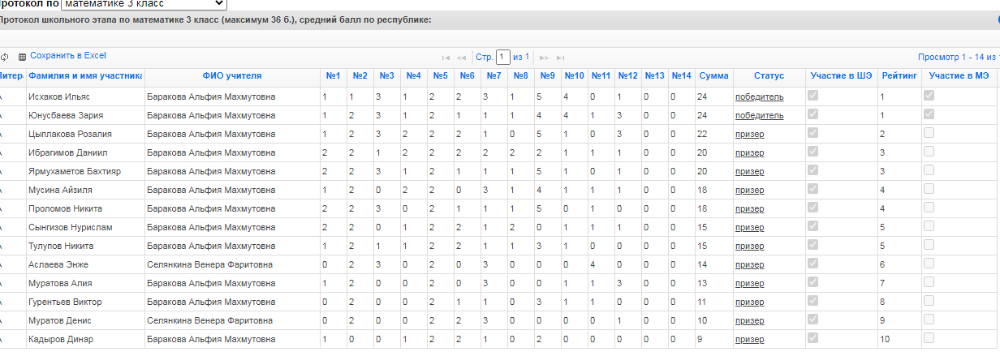 протокол по математике 3 класс
Протокол школьного этапа по математике 3 класс (максимум 36 б.), средний балл по республике:
Сохранить в Excel Стр. 1 из 1 Просмотр 1 - 14 из
Литера Фамилия и имя участника ФИО учителя №1 №2 №3 №4 №5 №6 №7 №8 №9 №10 №11 №12 №13 №14 Сумма Статус Участие в ШЭ Рейтинг Участие в МЭ
А Исхаков Ильяс Баракова Альфия Махмутовна 1 1 3 1 2 2 3 1 5 4 0 1 0 0 24 победитель 1
А Юнусбаева Зария Баракова Альфия Махмутовна 1 2 3 1 2 1 1 1 4 4 1 3 0 0 24 победитель 1
А Цыплакова Розалия Баракова Альфия Махмутовна 1 2 3 2 2 2 1 0 5 1 0 3 0 0 22 призер 2
А Ибрагимов Даниил Баракова Альфия Махмутовна 2 2 1 2 2 2 2 2 2 1 1 1 0 0 20 призер 3
А Ярмухаметов Бахтияр Баракова Альфия Махмутовна 2 2 3 1 2 1 1 1 5 1 0 1 0 0 20 призер 3
А Мусина Айзиля Баракова Альфия Махмутовна 1 2 0 2 2 0 3 1 4 1 1 1 0 0 18 призер 4
А Проломов Никита Баракова Альфия Махмутовна 2 2 3 0 2 1 1 1 5 0 1 0 0 0 18 призер 4
А Сынгизов Нурислам Баракова Альфия Махмутовна 2 2 0 1 2 2 1 2 0 1 1 1 0 0 15 призер 5
А Тулупов Никита Баракова Альфия Махмутовна 1 2 1 1 2 2 1 1 3 1 0 0 0 0 15 призер 5
А Аслаева Энже Селянкина Венера Фаритовна 0 2 3 0 2 0 3 0 0 0 4 0 0 0 14 призер 6
А Муратова Алия Баракова Альфия Махмутовна 1 2 0 0 2 0 3 0 0 1 1 3 0 0 13 призер 7
А Гурентьев Виктор Баракова Альфия Махмутовна 0 2 0 0 2 1 1 0 3 1 1 0 0 0 11 призер 8
А Муратов Денис Селянкина Венера Фаритовна 0 2 0 0 2 2 3 0 0 0 0 1 0 0 10 призер 9
А Кадыров Динар Баракова Альфия Махмутовна 1 0 0 1 2 2 1 0 2 0 0 0 0 0 9 призер 10